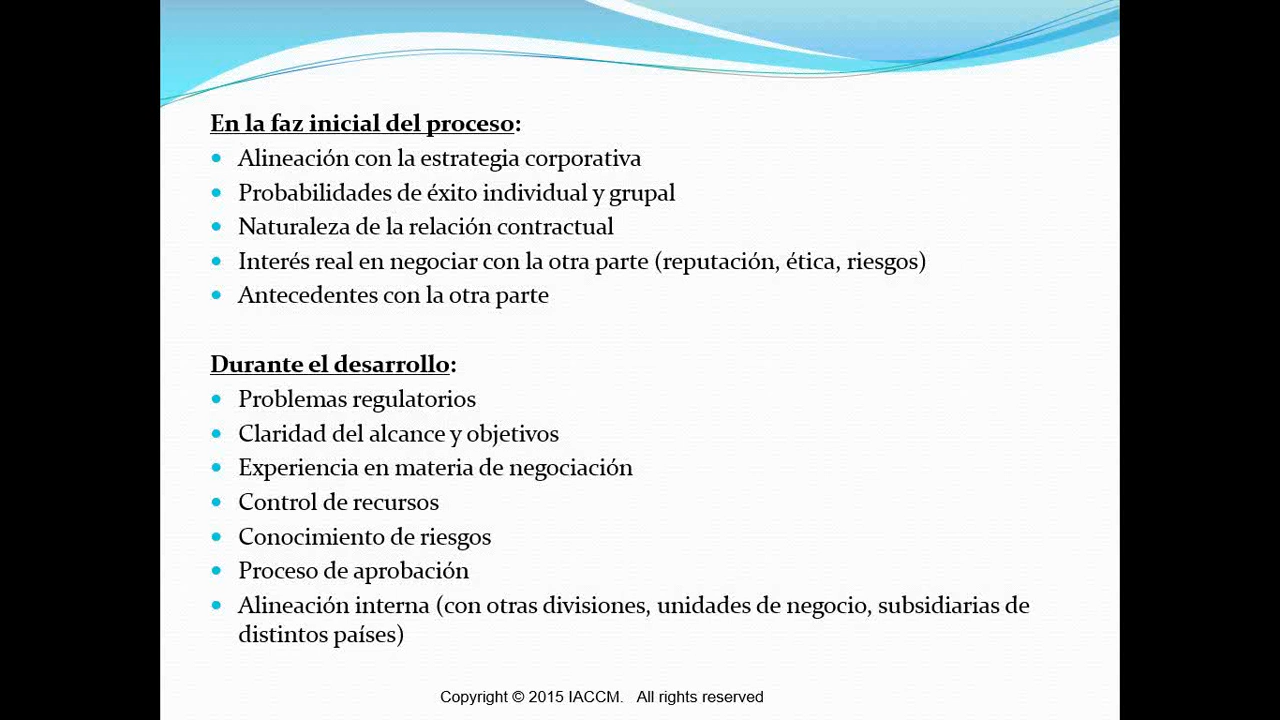 En la faz inicial del proceso:
• Alineación con la estrategia corporativa
• Probabilidades de éxito individual y grupal
• Naturaleza de la relación contractual
• Interés real en negociar con la otra parte (reputación, ética, riesgos)
• Antecedentes con la otra parte
Durante el desarrollo:
• Problemas regulatorios
• Claridad del alcance y objetivos
• Experiencia en materia de negociación
• Control de recursos
• Conocimiento de riesgos
• Proceso de aprobación
• Alineación interna (con otras divisiones, unidades de negocio, subsidiarias de
distintos países)
Copyright © 2015 IACCM. All rights reserved